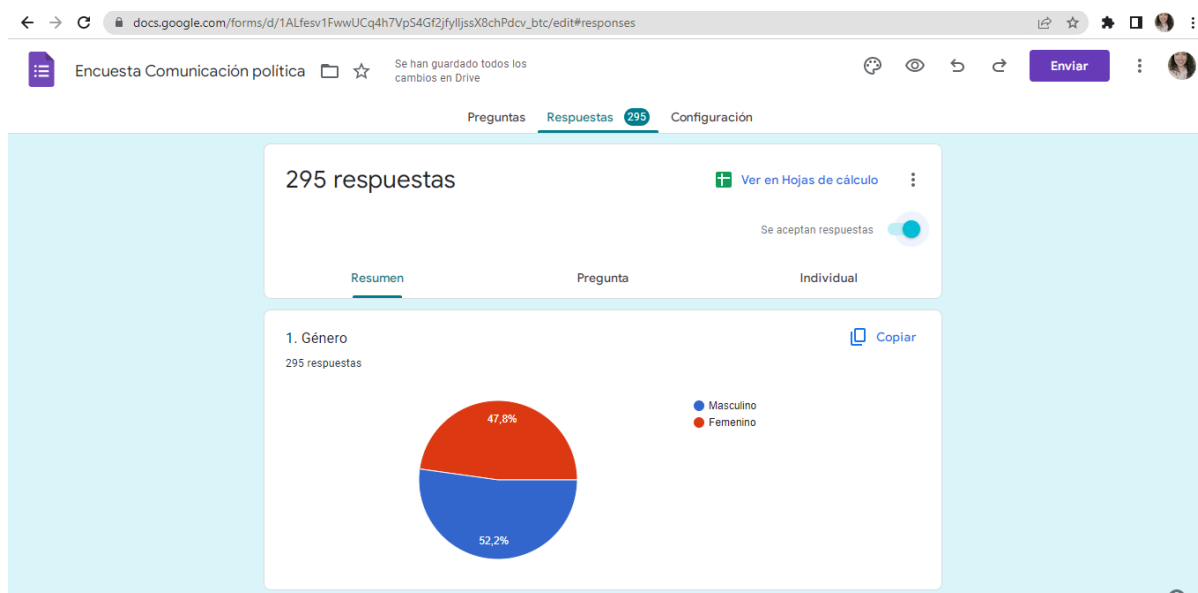 docs.google.com/forms/d/1ALfesv1FwwUCq4h7VpS4Gf2jfylljssX8chPdcv_btc/edit#responses
Encuesta Comunicación política
Se han guardado todos los
cambios en Drive
Enviar
Preguntas Respuestas 295 Configuración
295 respuestas
Ver en Hojas de cálculo
Se aceptan respuestas
Resumen Pregunta Individual
1. Género
Copiar
295 respuestas
Masculino
Femenino
47,8%
52,2%